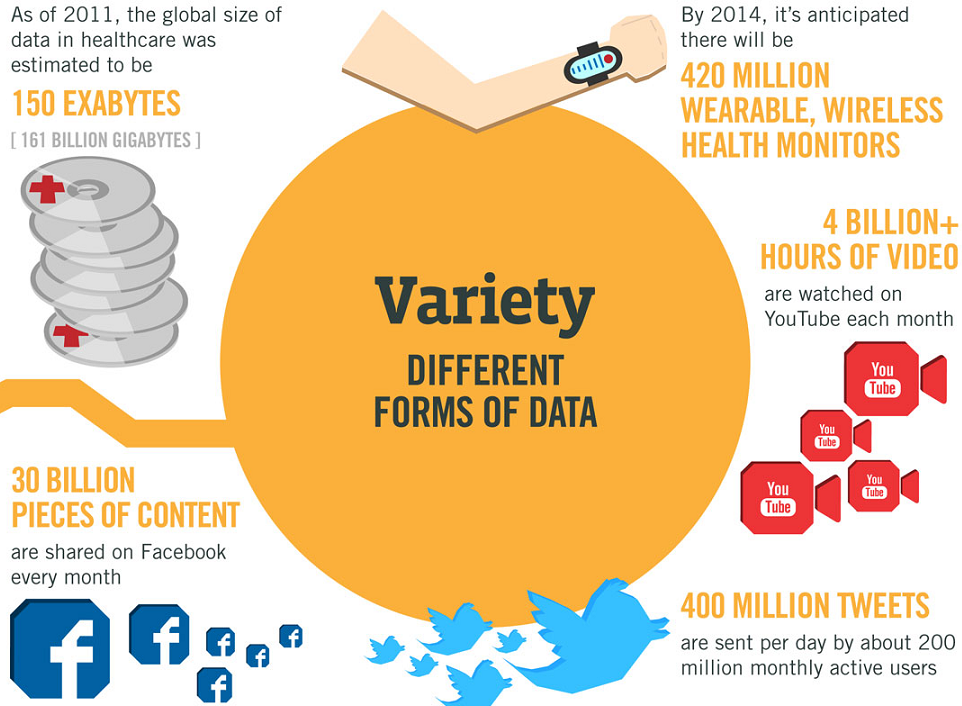 As of 2011, the global size of
data in healthcare was
estimated to be
150 EXABYTES
[ 161 BILLION GIGABYTES ]
By 2014, it's anticipated
there will be
420 MILLION
WEARABLE, WIRELESS
HEALTH MONITORS
4 BILLION+
HOURS OF VIDEO
are watched on
YouTube each month
You
Tube
You
Tube
You
Tube
You
Tube
Variety
DIFFERENT
FORMS OF DATA
30 BILLION
PIECES OF CONTENT
are shared on Facebook
every month
f
f
f
f
f
f
400 MILLION TWEETS
are sent per day by about 200
million monthly active users